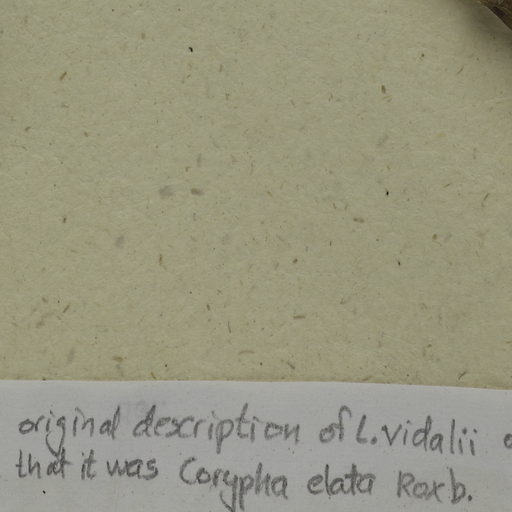 original description of L. vidalii
that it was Corypha elata Roxb.